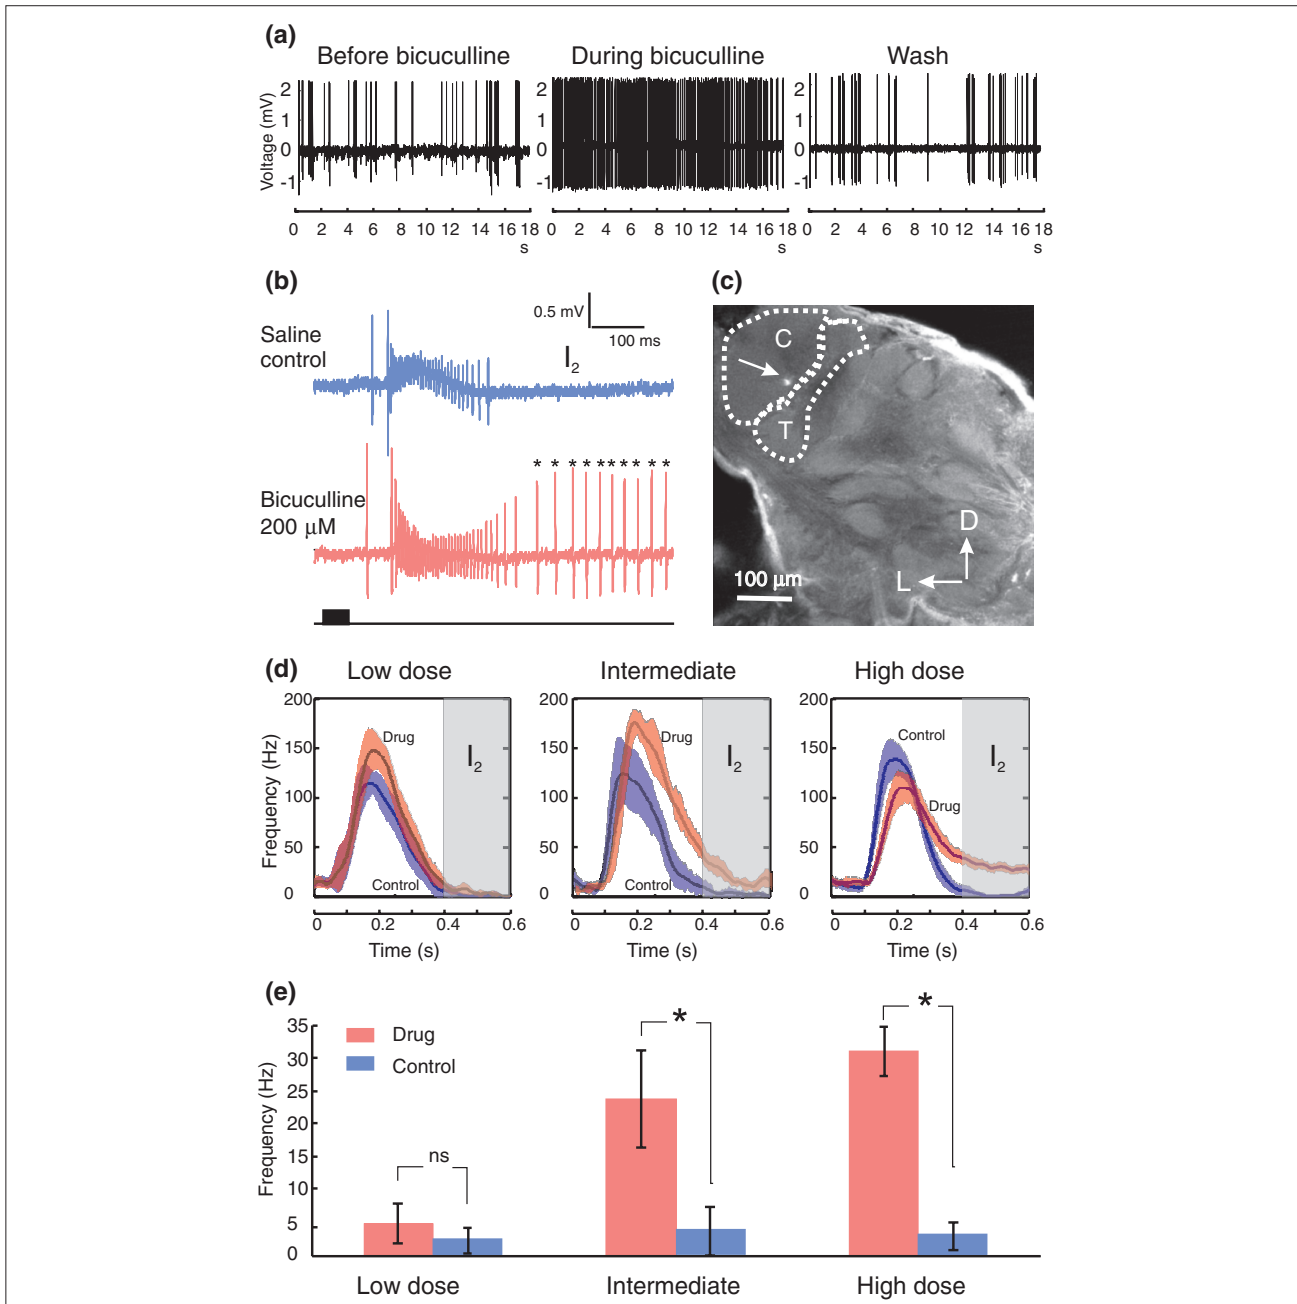 (a)
Before bicuculline
During bicuculline
Wash
Voltage (mV)
2
1
0
-1
2
1
0
-1
2
1
0
-1
0 2 4 6 8 10 12 14 16 18
s
0 2 4 6 8 10 12 14 16 18
s
0 2 4 6 8 10 12 14 16 18
s
(b)
Saline
control
0.5 mV
100 ms
I2
Bicuculline
200 µM
* * * * * * * * * *
(c)
C
T
D
L
100 µm
(d)
Low dose
Intermediate
High dose
Frequency (Hz)
200
150
100
50
0
Drug
Control
I2
0 0.2 0.4 0.6
Time (s)
200
150
100
50
0
Drug
Control
I2
0 0.2 0.4 0.6
Time (s)
200
150
100
50
0
Control
Drug
I2
0 0.2 0.4 0.6
Time (s)
(e)
Frequency (Hz)
35
30
25
20
15
10
5
0
Drug
Control
ns
*
*
Low dose
Intermediate
High dose